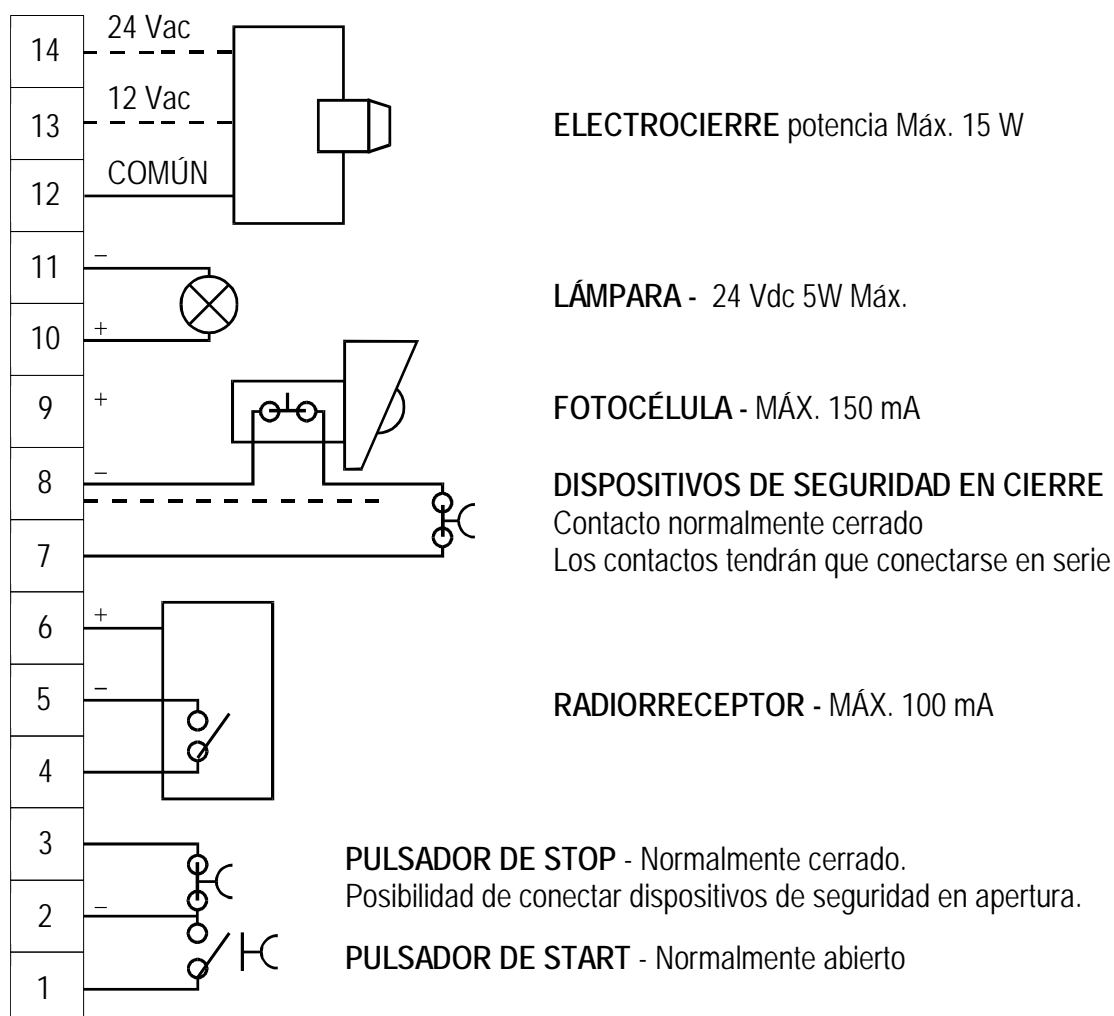 14 24 Vac
13 12 Vac
ELECTROCIERRE potencia Máx. 15 W
12 COMÚN
11 –
LÁMPARA - 24 Vdc 5W Máx.
10 +
9 +
FOTOCÉLULA - MÁX. 150 mA
8 –
DISPOSITIVOS DE SEGURIDAD EN CIERRE
Contacto normalmente cerrado
7
Los contactos tendrán que conectarse en serie
6 +
5 –
RADIORRECEPTOR - MÁX. 100 mA
4
3
PULSADOR DE STOP - Normalmente cerrado.
Posibilidad de conectar dispositivos de seguridad en apertura.
2 –
PULSADOR DE START - Normalmente abierto
1